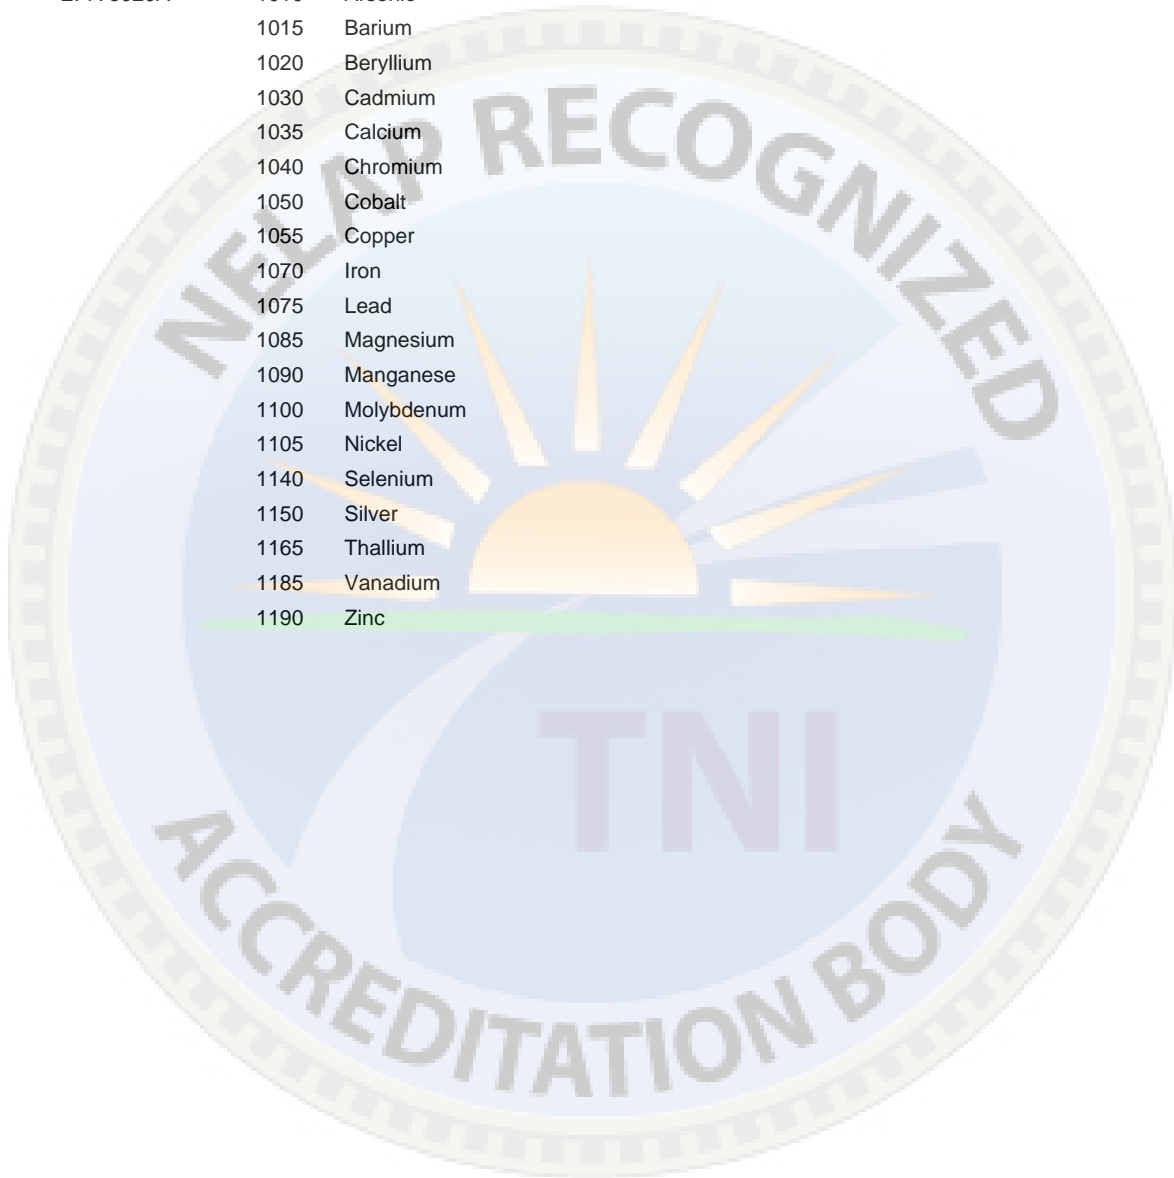 1015 Barium
1020 Beryllium
1030 Cadmium
1035 Calcium
1040 Chromium
1050 Cobalt
1055 Copper
1070 Iron
1075 Lead
1085 Magnesium
1090 Manganese
1100 Molybdenum
1105 Nickel
1140 Selenium
1150 Silver
1165 Thallium
1185 Vanadium
1190 Zinc
NELAP RECOGNIZED
TNI
ACCREDITATION BODY